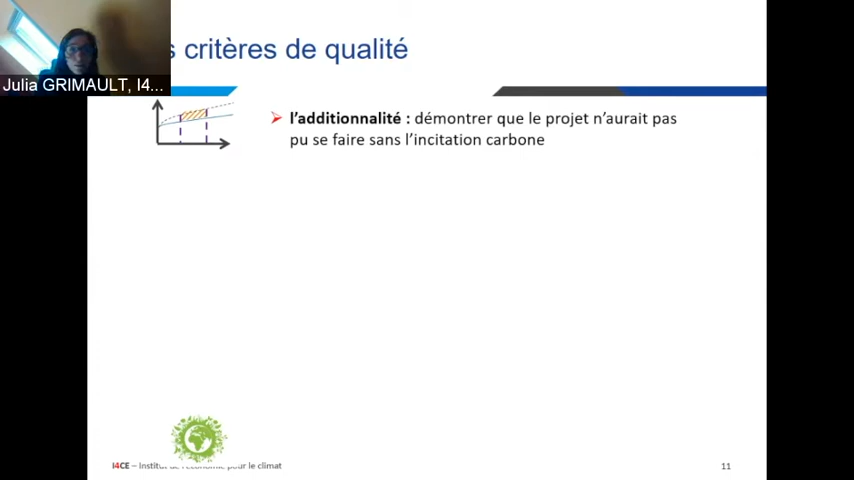 s critères de qualité
Julia GRIMAULT, I4...
l'additionnalité : démontrer que le projet n'aurait pas
pu se faire sans l'incitation carbone
I4CE – Institut de l'économie pour le climat
11